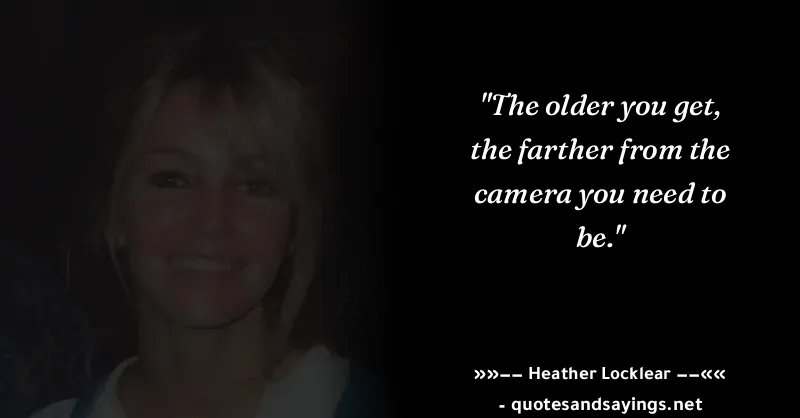 "The older you get,
the farther from the
camera you need to
be."
»»–– Heather Locklear ––««
- quotesandsayings.net